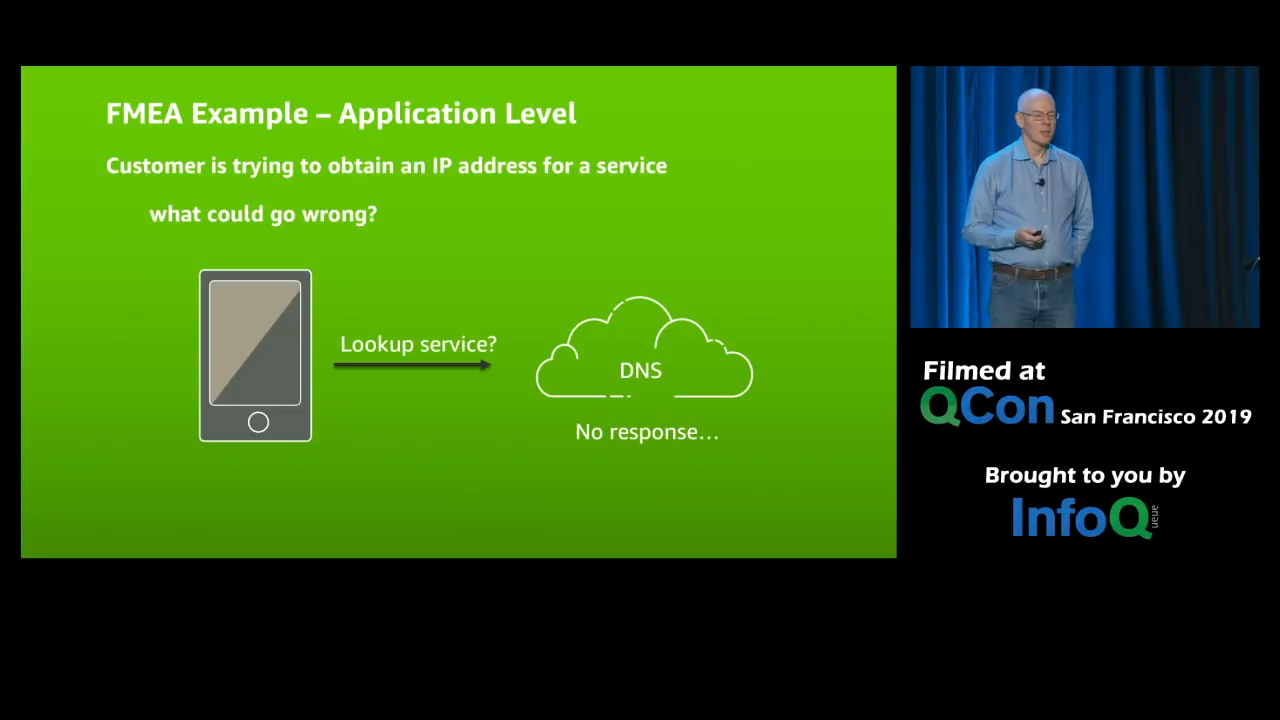 FMEA Example – Application Level
Customer is trying to obtain an IP address for a service
what could go wrong?
Lookup service?
DNS
No response…
Filmed at
QCon San Francisco 2019
Brought to you by
InfoQueue